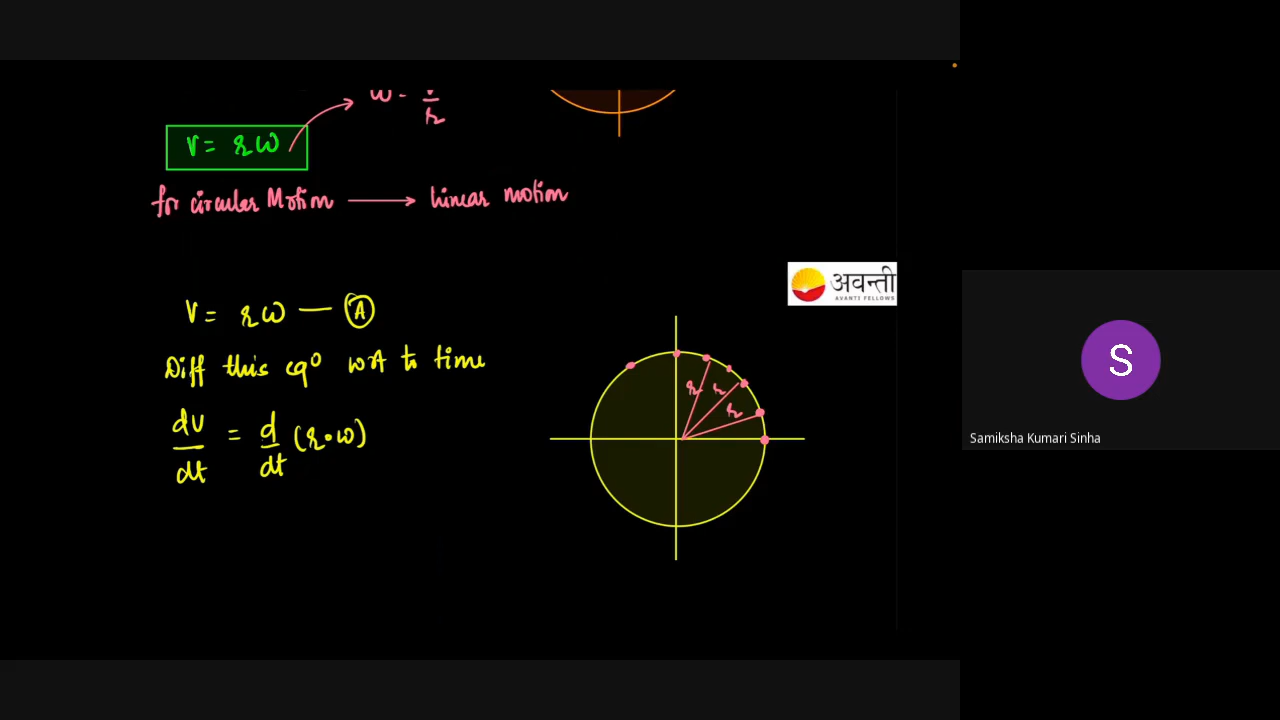 ω = v/r
v = rω
for circular Motion → linear motion
अवन्ती
AVANTI FELLOWS
v = rω — Ⓐ
Diff this eqⁿ wrt to time
dv/dt = d/dt (r·ω)
r r r
S
Samiksha Kumari Sinha